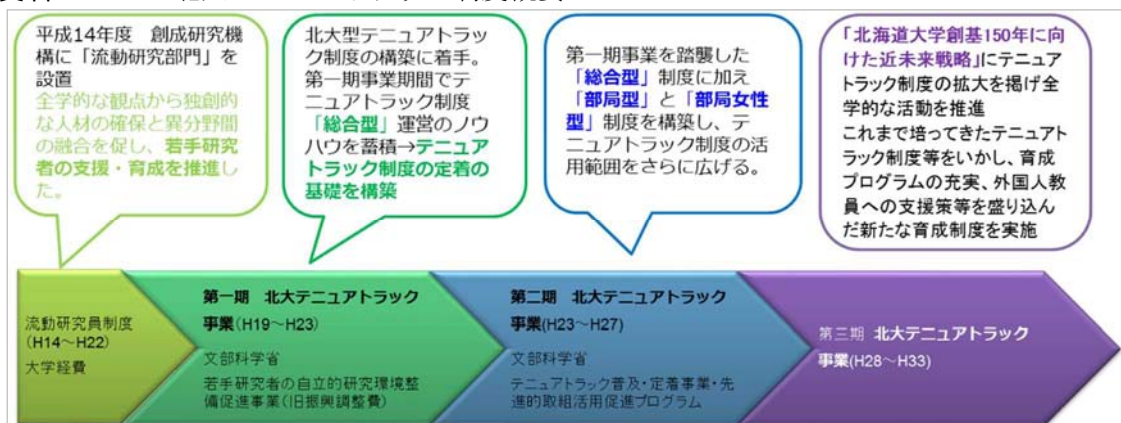 平成14年度　創成研究機
構に「流動研究部門」を
設置
全学的な観点から独創的
な人材の確保と異分野間
の融合を促し、若手研究
者の支援・育成を推進し
た。
北大型テニュアトラッ
ク制度の構築に着手。
第一期事業期間でテ
ニュアトラック制度
「総合型」運営のノウ
ハウを蓄積→テニュア
トラック制度の定着の
基礎を構築
第一期事業を踏襲した
「総合型」制度に加え
「部局型」と「部局女性
型」制度を構築し、テ
ニュアトラック制度の活
用範囲をさらに広げる。
「北海道大学創基150年に向
けた近未来戦略」にテニュア
トラック制度の拡大を掲げ全
学的な活動を推進
これまで培ってきたテニュアト
ラック制度等をいかし、育成
プログラムの充実、外国人教
員への支援策等を盛り込ん
だ新たな育成制度を実施
流動研究員制度
(H14～H22)
大学経費
第一期　北大テニュアトラック
事業(H19～H23)
文部科学省
若手研究者の自立的研究環境整
備促進事業(旧振興調整費)
第二期　北大テニュアトラック
事業(H23～H27)
文部科学省
テニュアトラック普及・定着事業・先
進的取組活用促進プログラム
第三期 北大テニュアトラック
事業(H28～H33)